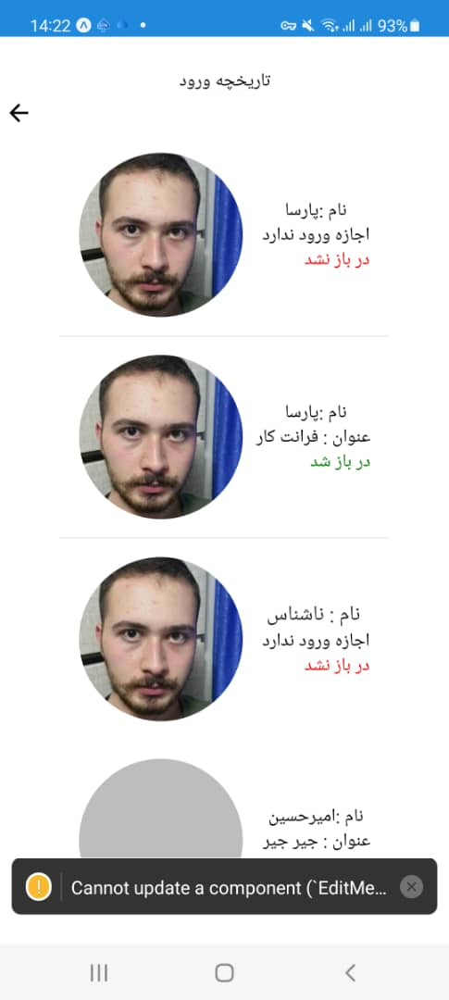 14:22
93%
تاریخچه ورود
نام :پارسا
اجازه ورود ندارد
در باز نشد
نام :پارسا
عنوان : فرانت کار
در باز شد
نام : ناشناس
اجازه ورود ندارد
در باز نشد
نام :امیرحسین
عنوان : جیر جیر
Cannot update a component (`EditMe...